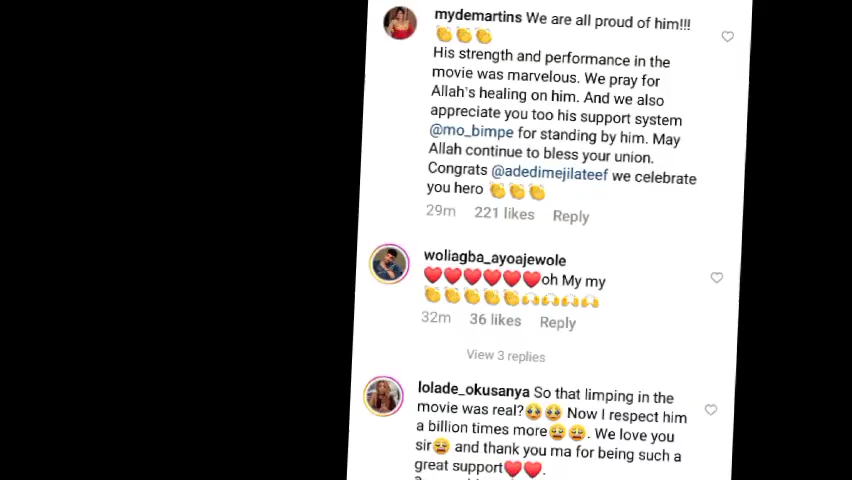 mydemartins We are all proud of him!!!
👏👏👏
His strength and performance in the
movie was marvelous. We pray for
Allah's healing on him. And we also
appreciate you too his support system
@mo_bimpe for standing by him. May
Allah continue to bless your union.
Congrats @adedimejilateef we celebrate
you hero 👏👏👏
29m 221 likes Reply
woliagba_ayoajewole
❤️❤️❤️❤️❤️❤️oh My my
👏👏👏👏👏🙌🙌🙌🙌
32m 36 likes Reply
View 3 replies
lolade_okusanya So that limping in the
movie was real?🥺🥺 Now I respect him
a billion times more😩😩. We love you
sir😩 and thank you ma for being such a
great support❤️❤️.